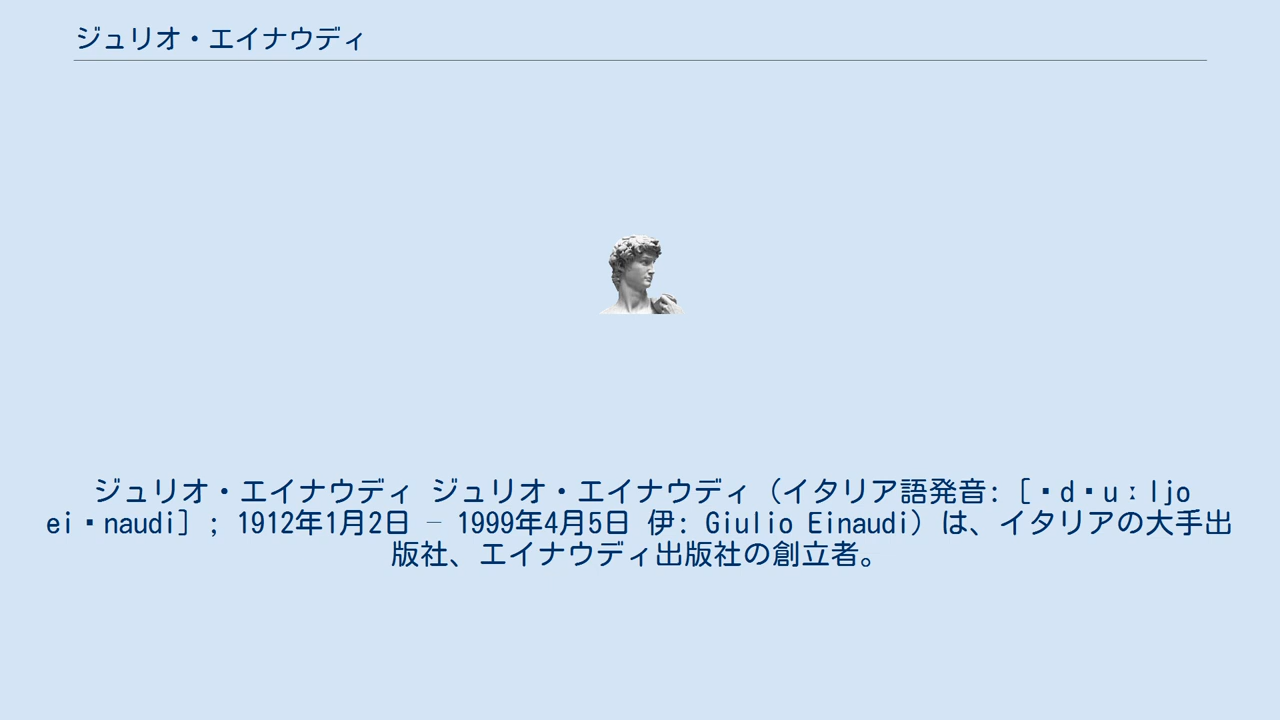 ジュリオ・エイナウディ
ジュリオ・エイナウディ ジュリオ・エイナウディ（イタリア語発音: [▪d▪uːljo
ei▪naudi] ; 1912年1月2日 – 1999年4月5日 伊: Giulio Einaudi）は、イタリアの大手出
版社、エイナウディ出版社の創立者。